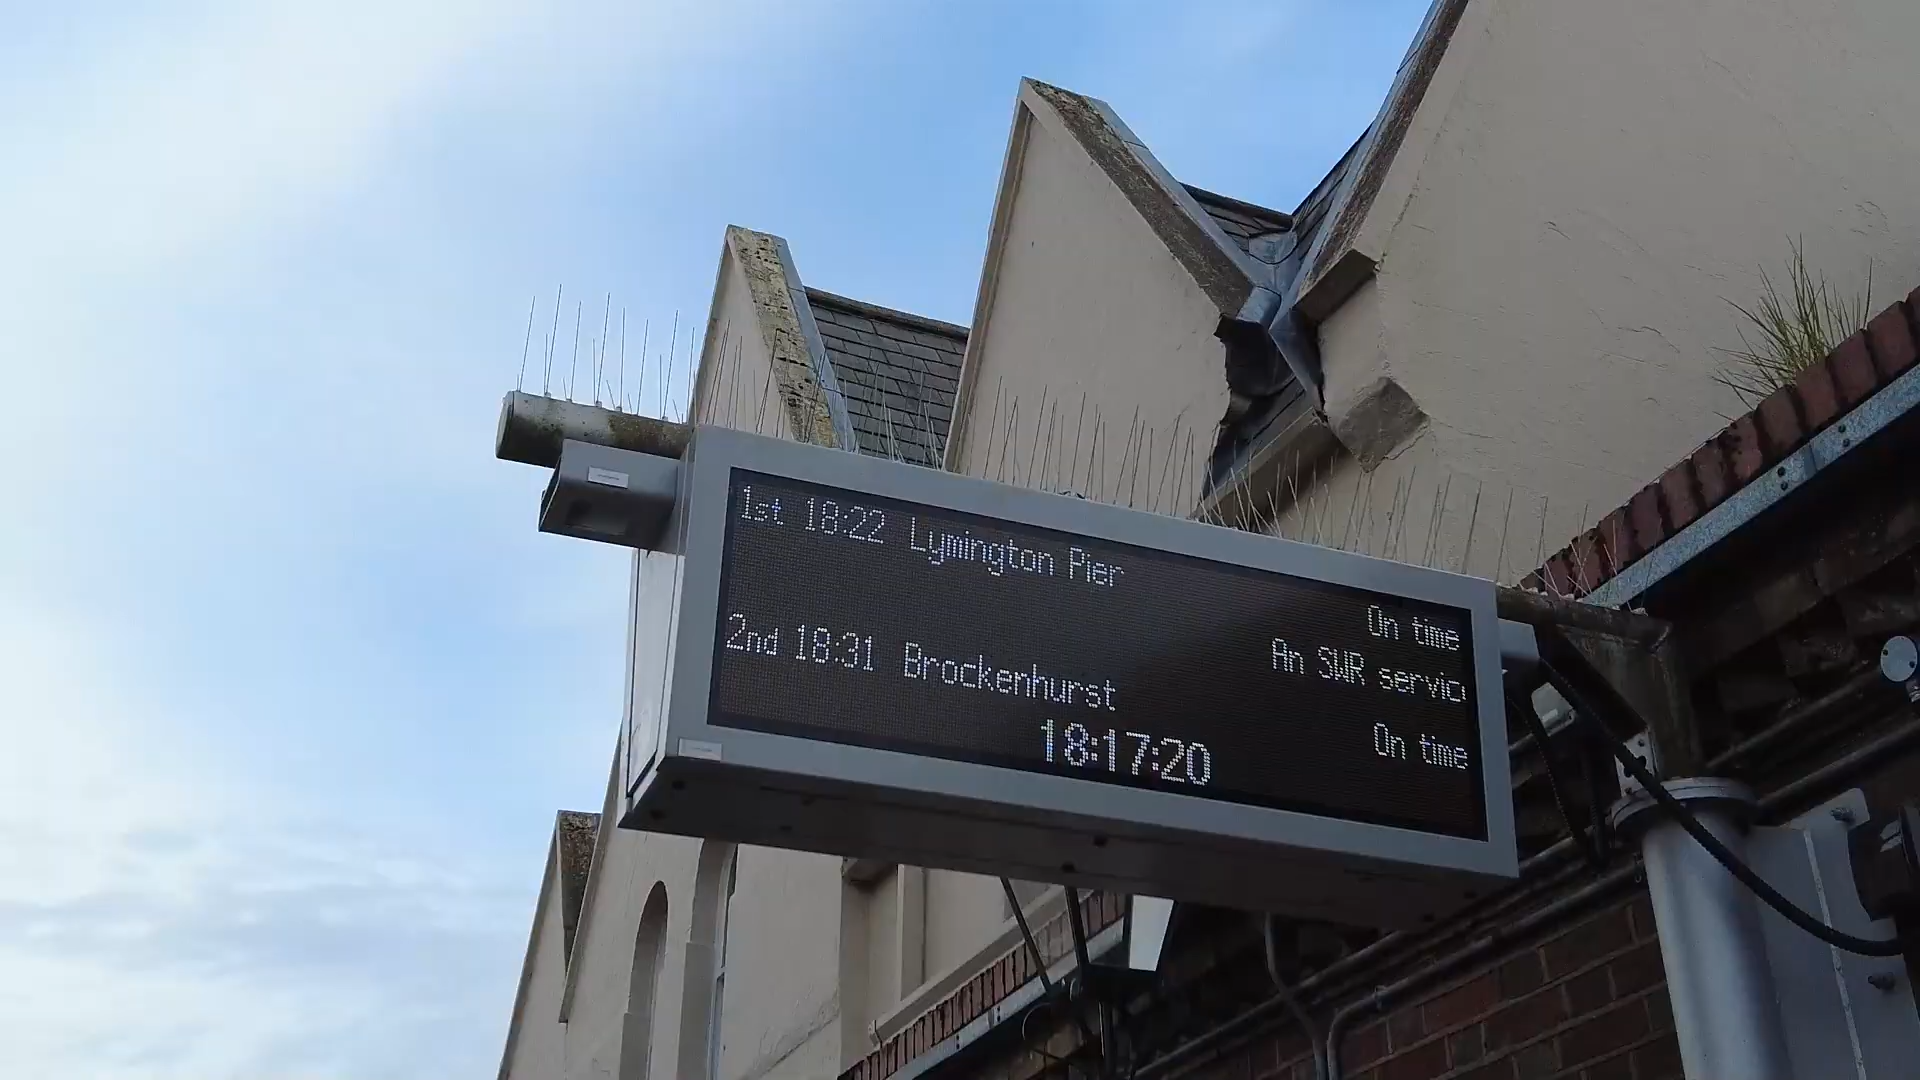 1st 18:22 Lymington Pier
On time
An SWR servic
2nd 18:31 Brockenhurst
On time
18:17:20